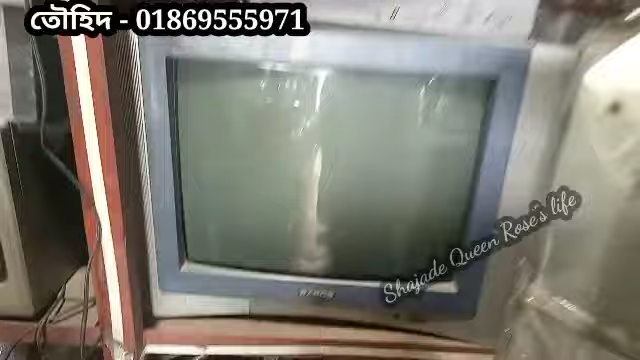 তৌহিদ - 01869555971
Shajade Queen Rose's life